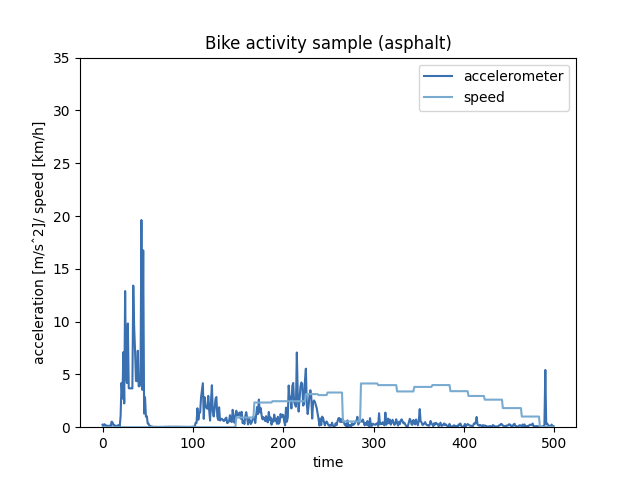 Bike activity sample (asphalt)
accelerometer
speed
acceleration [m/sˆ2]/ speed [km/h]
35
30
25
20
15
10
5
0
0 100 200 300 400 500
time